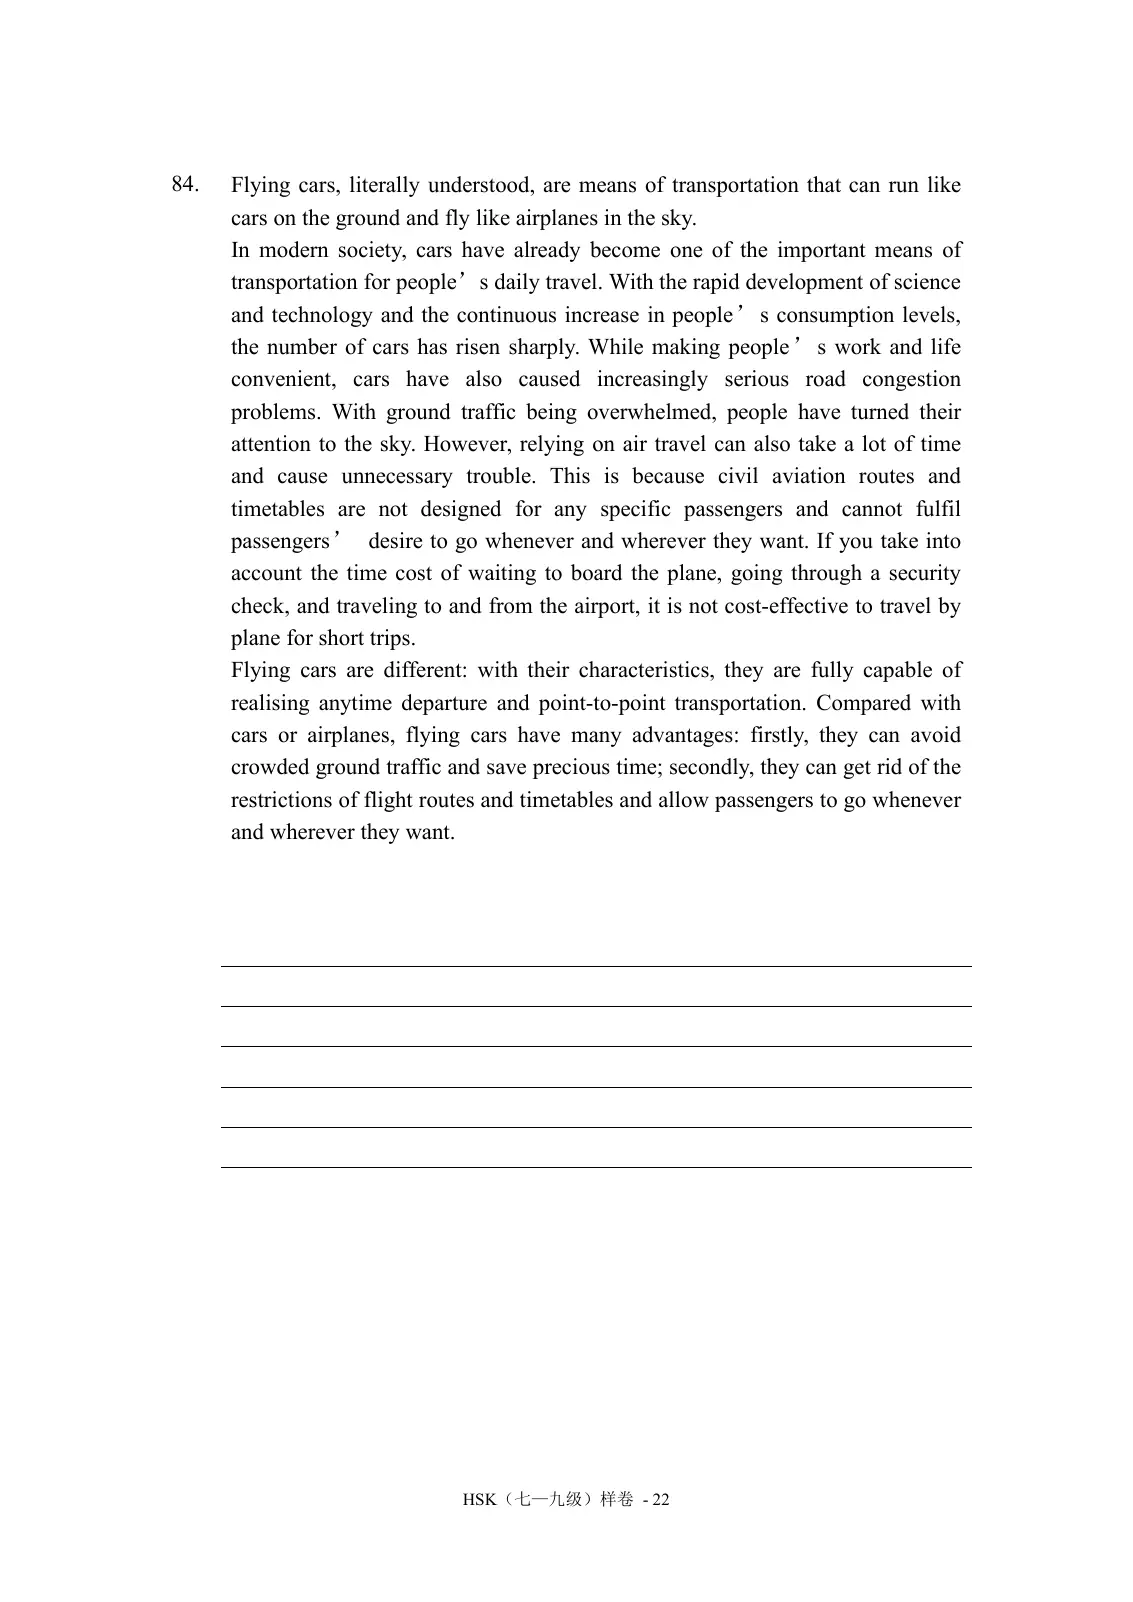 84. Flying cars, literally understood, are means of transportation that can run like
cars on the ground and fly like airplanes in the sky.
In modern society, cars have already become one of the important means of
transportation for people’s daily travel. With the rapid development of science
and technology and the continuous increase in people’s consumption levels,
the number of cars has risen sharply. While making people’s work and life
convenient, cars have also caused increasingly serious road congestion
problems. With ground traffic being overwhelmed, people have turned their
attention to the sky. However, relying on air travel can also take a lot of time
and cause unnecessary trouble. This is because civil aviation routes and
timetables are not designed for any specific passengers and cannot fulfil
passengers’ desire to go whenever and wherever they want. If you take into
account the time cost of waiting to board the plane, going through a security
check, and traveling to and from the airport, it is not cost-effective to travel by
plane for short trips.
Flying cars are different: with their characteristics, they are fully capable of
realising anytime departure and point-to-point transportation. Compared with
cars or airplanes, flying cars have many advantages: firstly, they can avoid
crowded ground traffic and save precious time; secondly, they can get rid of the
restrictions of flight routes and timetables and allow passengers to go whenever
and wherever they want.
HSK（七—九级）样卷 - 22